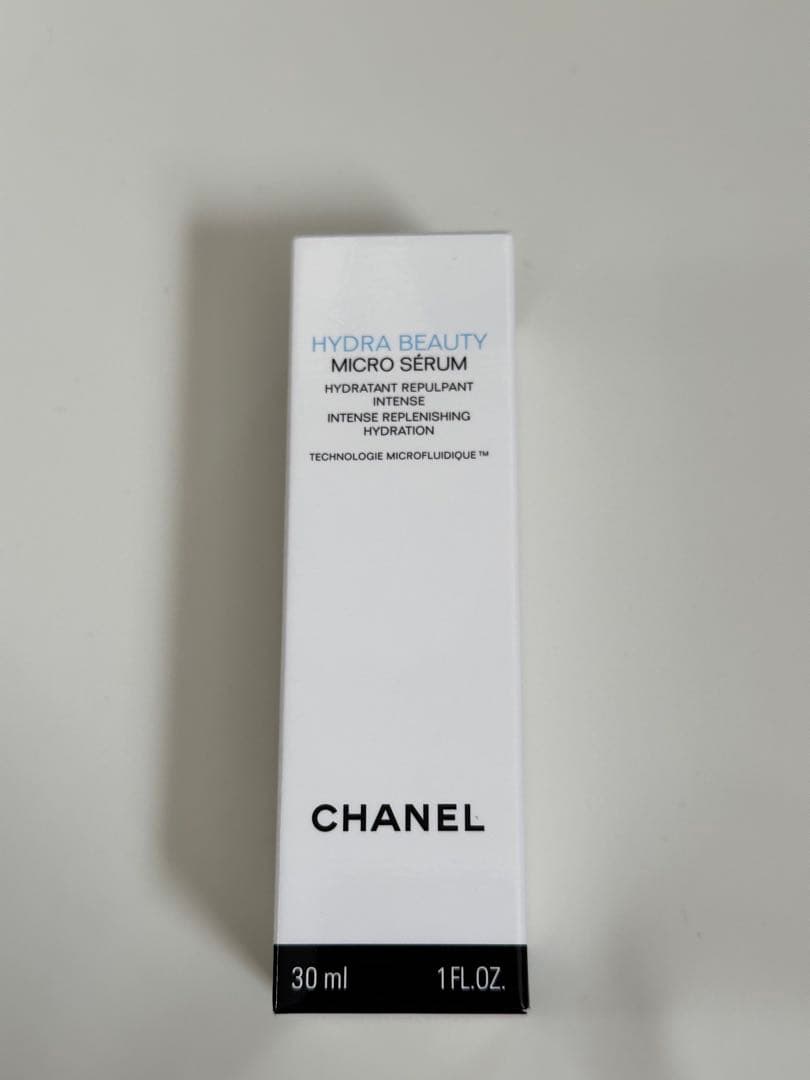 HYDRA BEAUTY
MICRO SÉRUM
HYDRATANT REPULPANT
INTENSE
INTENSE REPLENISHING
HYDRATION
TECHNOLOGIE MICROFLUIDIQUE™
CHANEL
30 ml 1 FL.OZ.